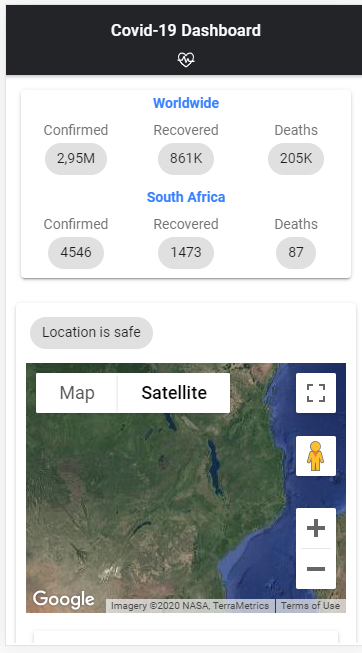 Covid-19 Dashboard
Worldwide
Confirmed Recovered Deaths
2,95M 861K 205K
South Africa
Confirmed Recovered Deaths
4546 1473 87
Location is safe
Map Satellite
Google
Imagery ©2020 NASA, TerraMetrics Terms of Use